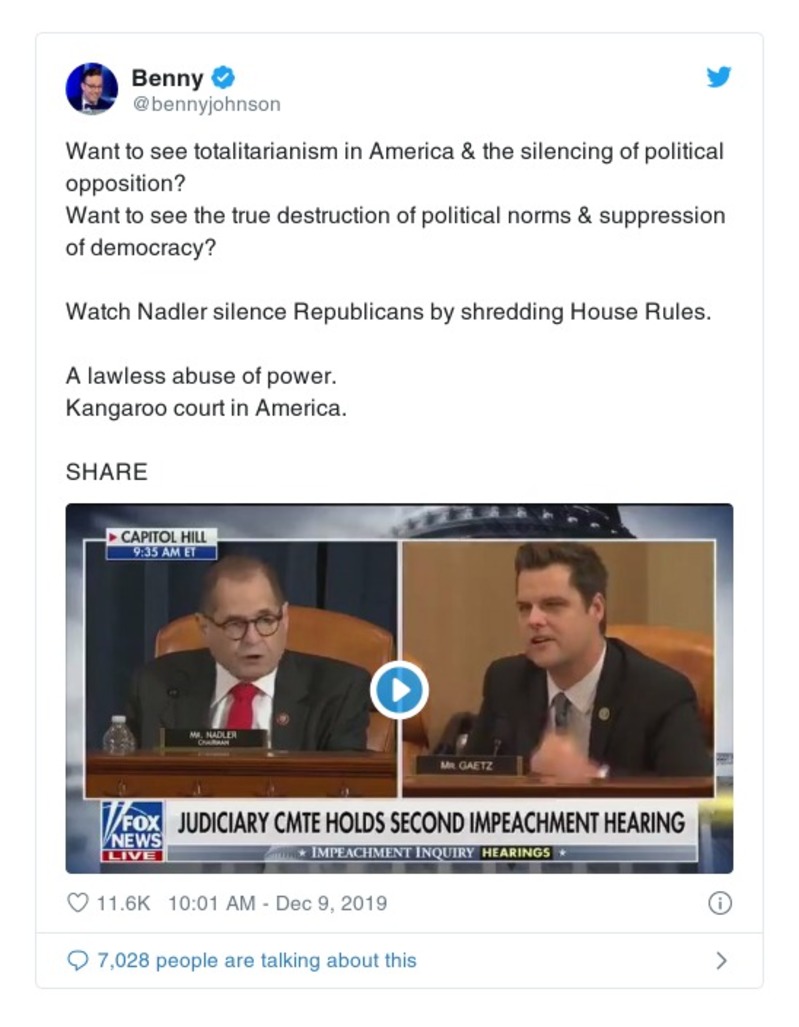 Benny
@bennyjohnson
Want to see totalitarianism in America & the silencing of political
opposition?
Want to see the true destruction of political norms & suppression
of democracy?
Watch Nadler silence Republicans by shredding House Rules.
A lawless abuse of power.
Kangaroo court in America.
SHARE
CAPITOL HILL
9:35 AM ET
MR. NADLER
CHAIRMAN
MR. GAETZ
FOX
NEWS
LIVE
JUDICIARY CMTE HOLDS SECOND IMPEACHMENT HEARING
IMPEACHMENT INQUIRY HEARINGS
11.6K 10:01 AM - Dec 9, 2019
7,028 people are talking about this